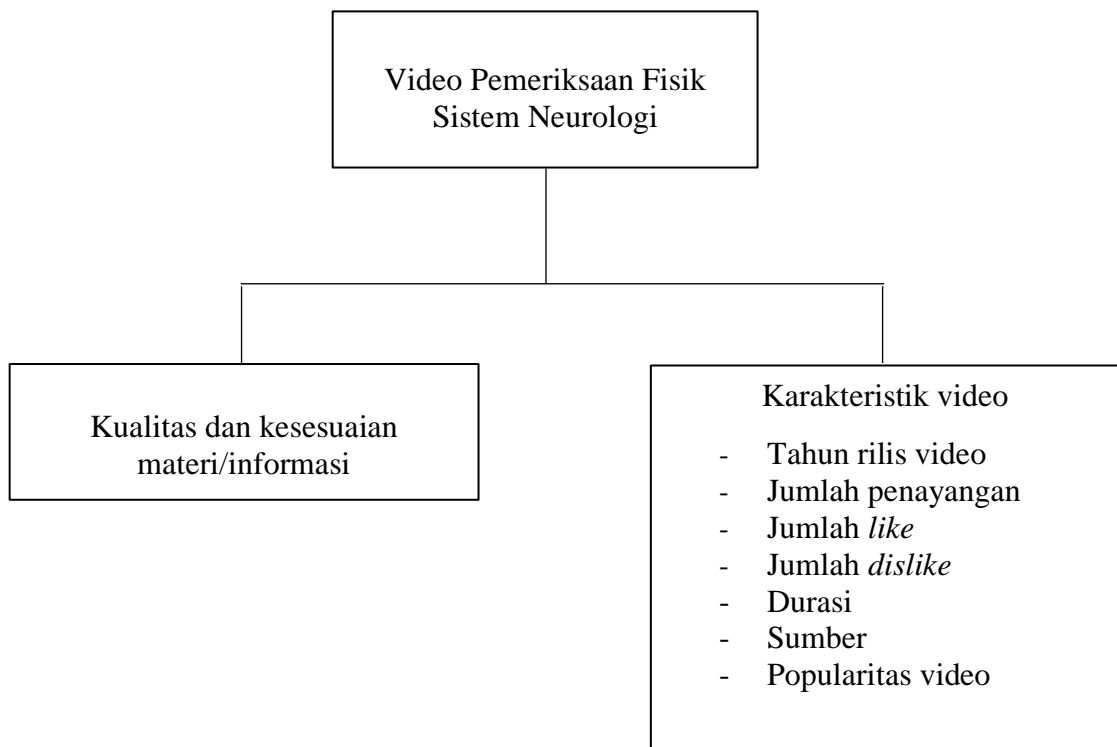 Video Pemeriksaan Fisik
Sistem Neurologi
Kualitas dan kesesuaian
materi/informasi
Karakteristik video
- Tahun rilis video
- Jumlah penayangan
- Jumlah like
- Jumlah dislike
- Durasi
- Sumber
- Popularitas video